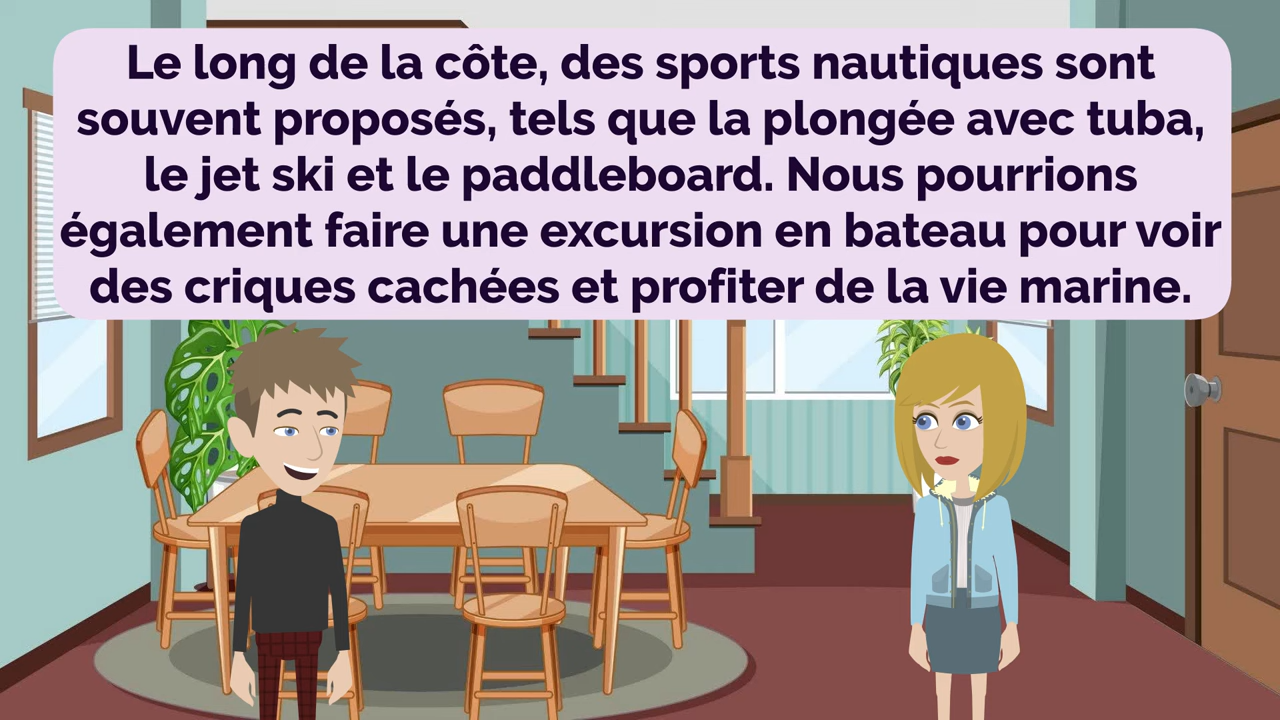 Le long de la côte, des sports nautiques sont
souvent proposés, tels que la plongée avec tuba,
le jet ski et le paddleboard. Nous pourrions
également faire une excursion en bateau pour voir
des criques cachées et profiter de la vie marine.